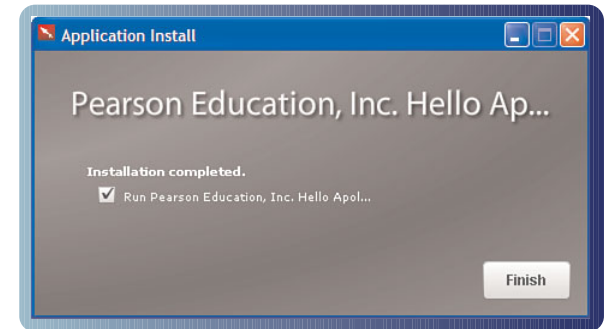 Application Install
Pearson Education, Inc. Hello Ap...
Installation completed.
Run Pearson Education, Inc. Hello Apol...
Finish